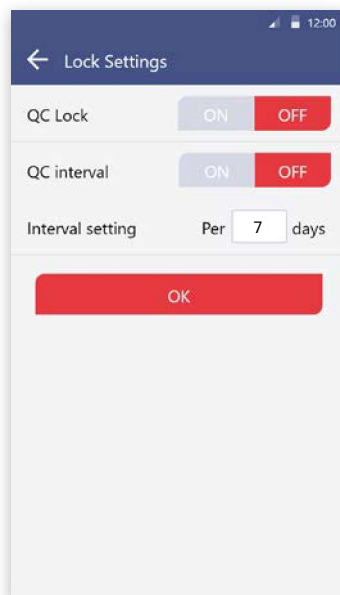 12:00
Lock Settings
QC Lock ON OFF
QC interval ON OFF
Interval setting Per 7 days
OK